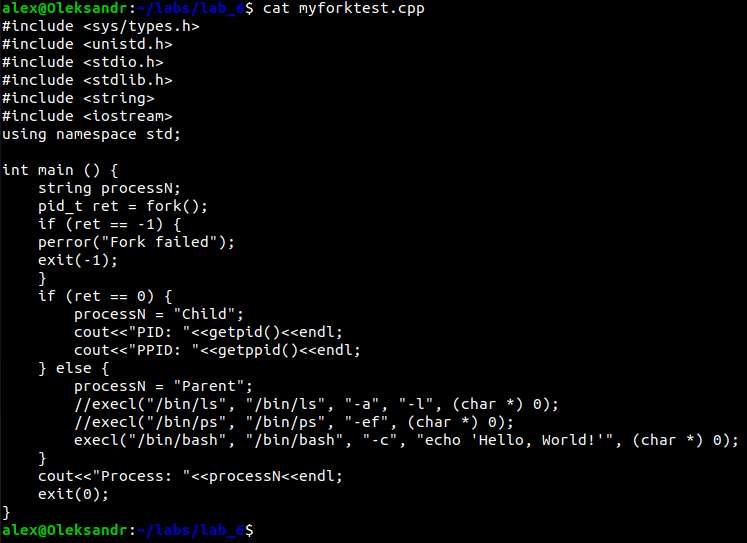 alex@Oleksandr:~/labs/lab_6$ cat myforktest.cpp
#include <sys/types.h>
#include <unistd.h>
#include <stdio.h>
#include <stdlib.h>
#include <string>
#include <iostream>
using namespace std;

int main () {
    string processN;
    pid_t ret = fork();
    if (ret == -1) {
    perror("Fork failed");
    exit(-1);
    }
    if (ret == 0) {
        processN = "Child";
        cout<<"PID: "<<getpid()<<endl;
        cout<<"PPID: "<<getppid()<<endl;
    } else {
        processN = "Parent";
        //execl("/bin/ls", "/bin/ls", "-a", "-l", (char *) 0);
        //execl("/bin/ps", "/bin/ps", "-ef", (char *) 0);
        execl("/bin/bash", "/bin/bash", "-c", "echo 'Hello, World!'", (char *) 0);
    }
    cout<<"Process: "<<processN<<endl;
    exit(0);
}
alex@Oleksandr:~/labs/lab_6$